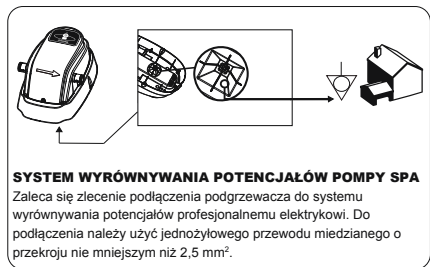 SYSTEM WYRÓWNYWANIA POTENCJAŁÓW POMPY SPA
Zaleca się zlecenie podłączenia podgrzewacza do systemu
wyrównywania potencjałów profesjonalnemu elektrykowi. Do
podłączenia należy użyć jednożyłowego przewodu miedzianego o
przekroju nie mniejszym niż 2,5 mm².